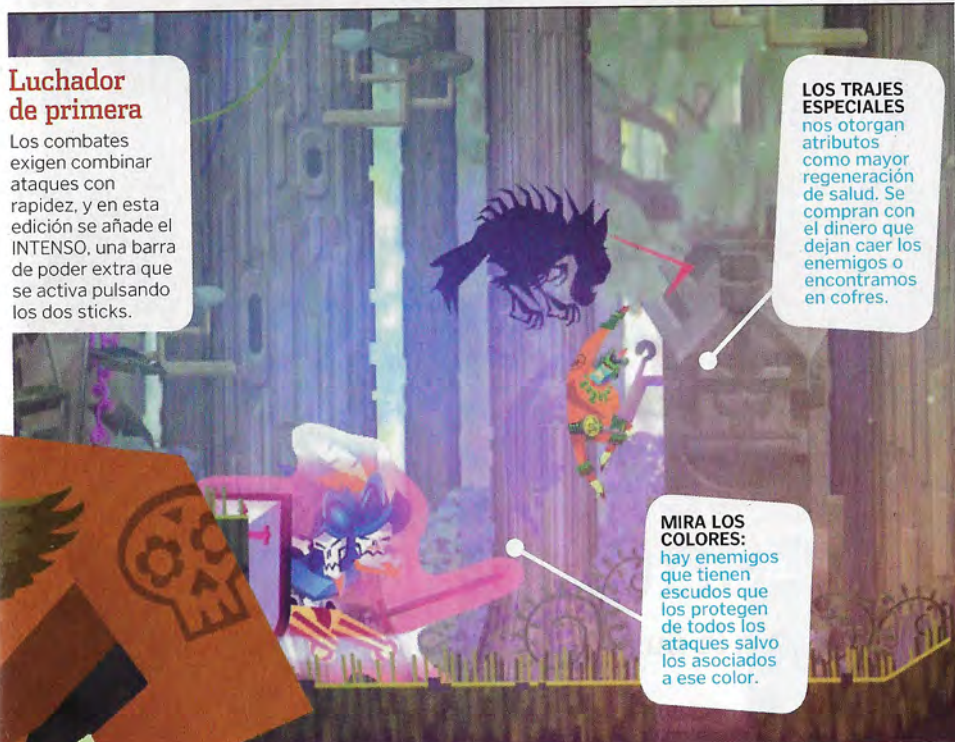 Luchador
de primera
Los combates
exigen combinar
ataques con
rapidez, y en esta
edición se añade el
INTENSO, una barra
de poder extra que
se activa pulsando
los dos sticks.
LOS TRAJES
ESPECIALES
nos otorgan
atributos
como mayor
regeneración
de salud. Se
compran con
el dinero que
dejan caer los
enemigos o
encontramos
en cofres.
MIRA LOS
COLORES:
hay enemigos
que tienen
escudos que
los protegen
de todos los
ataques salvo
los asociados
a ese color.